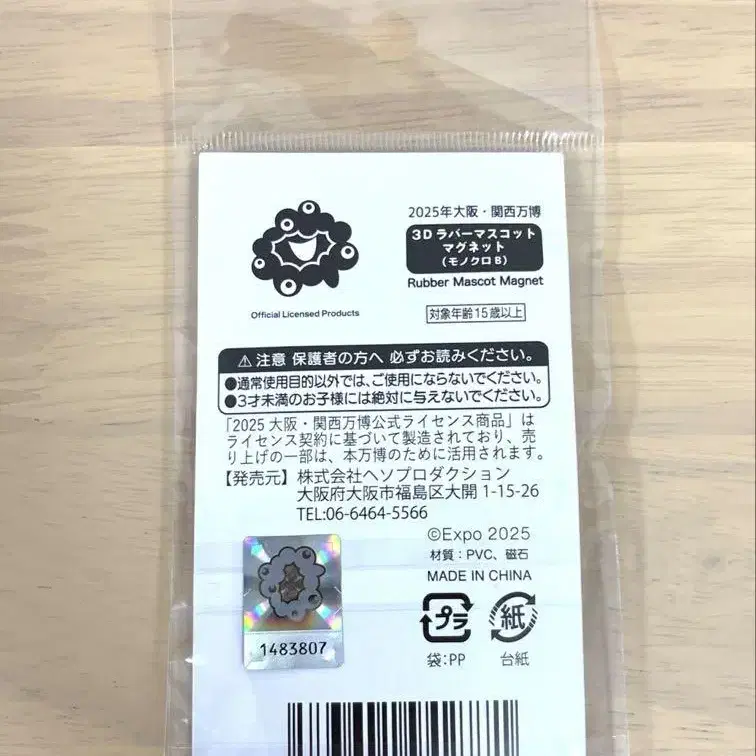 2025年大阪・関西万博
3Dラバーマスコット
マグネット
（モノクロB）
Rubber Mascot Magnet
Official Licensed Products
対象年齢15歳以上
⚠注意 保護者の方へ 必ずお読みください。
●通常使用目的以外では、ご使用にならないでください。
●3才未満のお子様には絶対に与えないでください。
「2025大阪・関西万博公式ライセンス商品」は
ライセンス契約に基づいて製造されており、売
り上げの一部は、本万博のために活用されます。
【発売元】株式会社ヘソプロダクション
大阪府大阪市福島区大開1-15-26
TEL:06-6464-5566
©Expo 2025
材質：PVC、磁石
MADE IN CHINA
1483807
プラ
紙
袋:PP
台紙